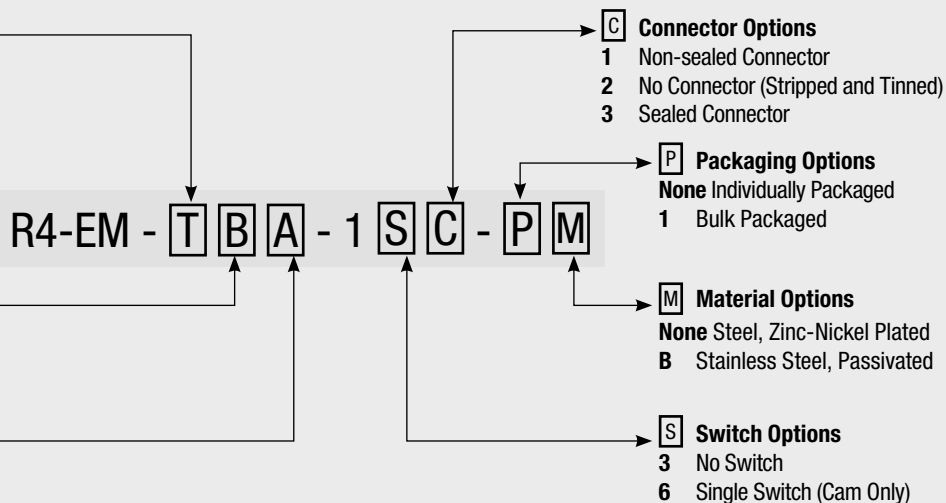 C Connector Options
1 Non-sealed Connector
2 No Connector (Stripped and Tinned)
3 Sealed Connector
P Packaging Options
None Individually Packaged
1 Bulk Packaged
R4-EM - T B A - 1 S C - P M
M Material Options
None Steel, Zinc-Nickel Plated
B Stainless Steel, Passivated
S Switch Options
3 No Switch
6 Single Switch (Cam Only)